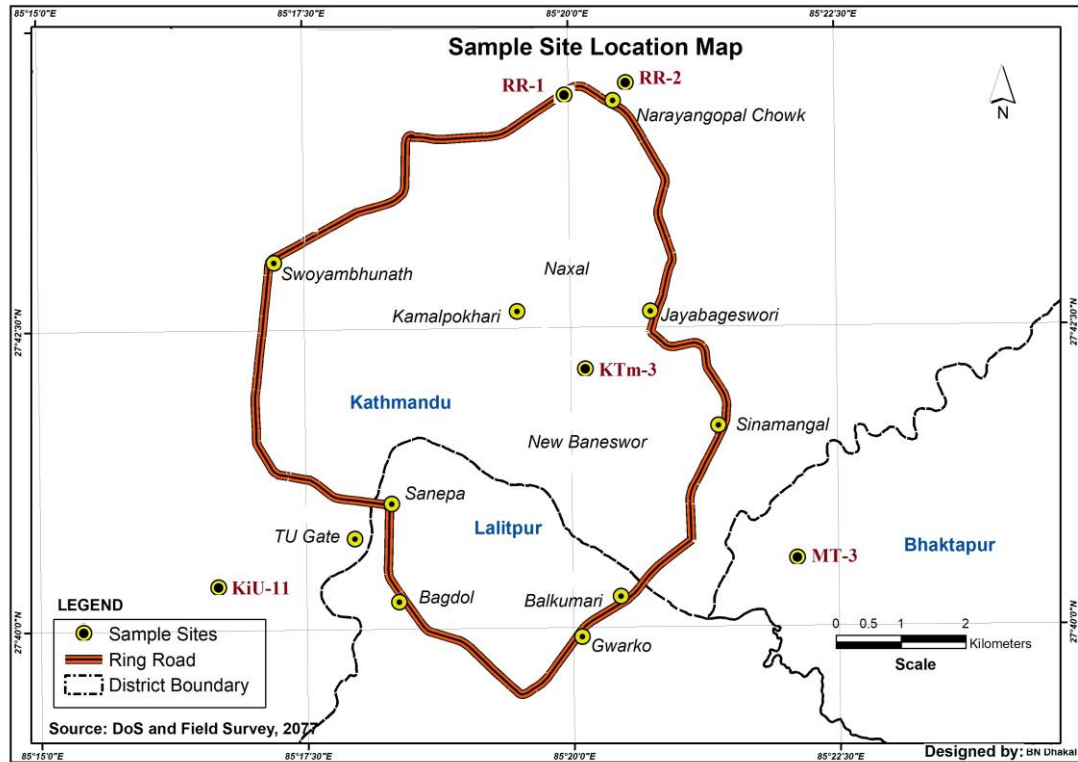 85°15'0"E 85°17'30"E 85°20'0"E 85°22'30"E
Sample Site Location Map
RR-1
RR-2
Narayangopal Chowk
N
Swoyambhunath
Naxal
Kamalpokhari
Jayabageswori
27°42'30"N
27°42'30"N
KTm-3
Kathmandu
New Baneswor
Sinamangal
Sanepa
Lalitpur
TU Gate
Bhaktapur
MT-3
KiU-11
Bagdol
Balkumari
Gwarko
27°40'0"N
27°40'0"N
LEGEND
Sample Sites
Ring Road
District Boundary
0 0.5 1 2
Kilometers
Scale
Source: DoS and Field Survey, 2077
Designed by: BN Dhakal
85°15'0"E 85°17'30"E 85°20'0"E 85°22'30"E